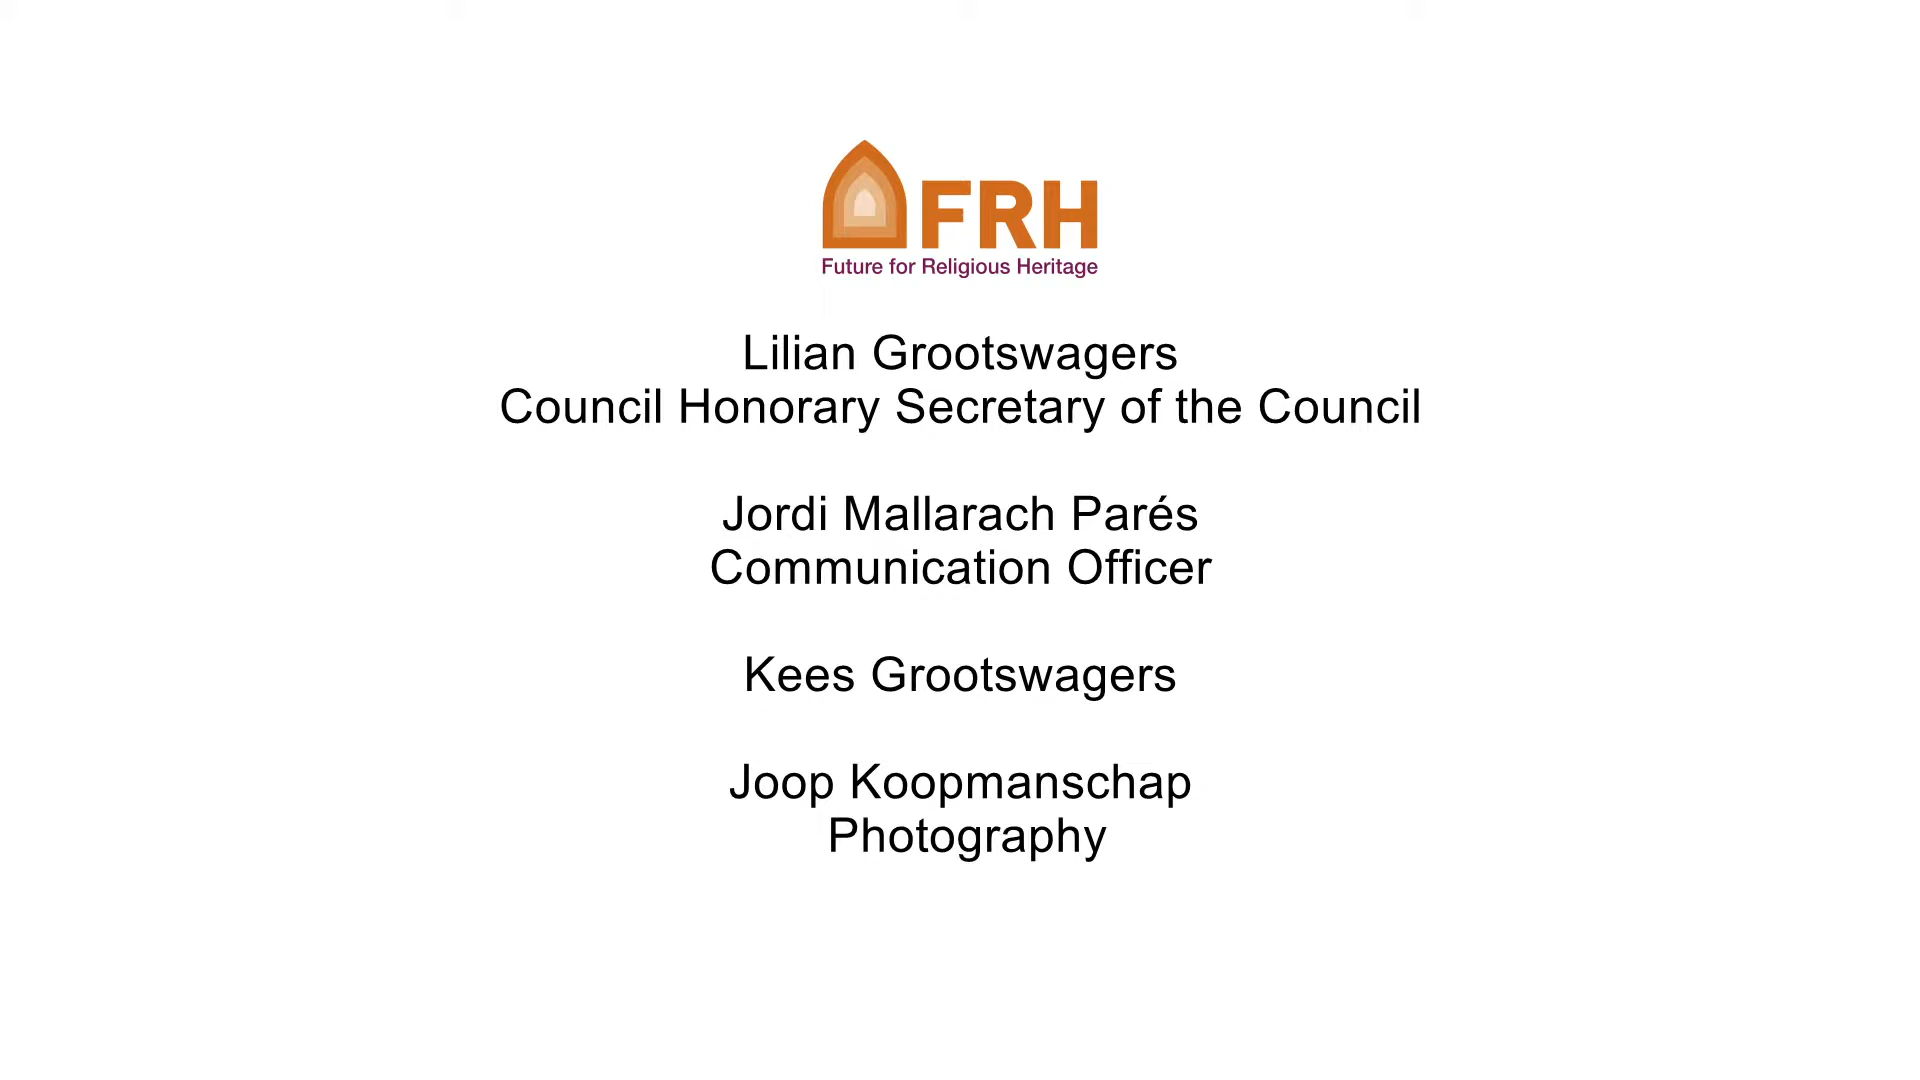 FRH
Future for Religious Heritage
Lilian Grootswagers
Council Honorary Secretary of the Council
Jordi Mallarach Parés
Communication Officer
Kees Grootswagers
Joop Koopmanschap
Photography